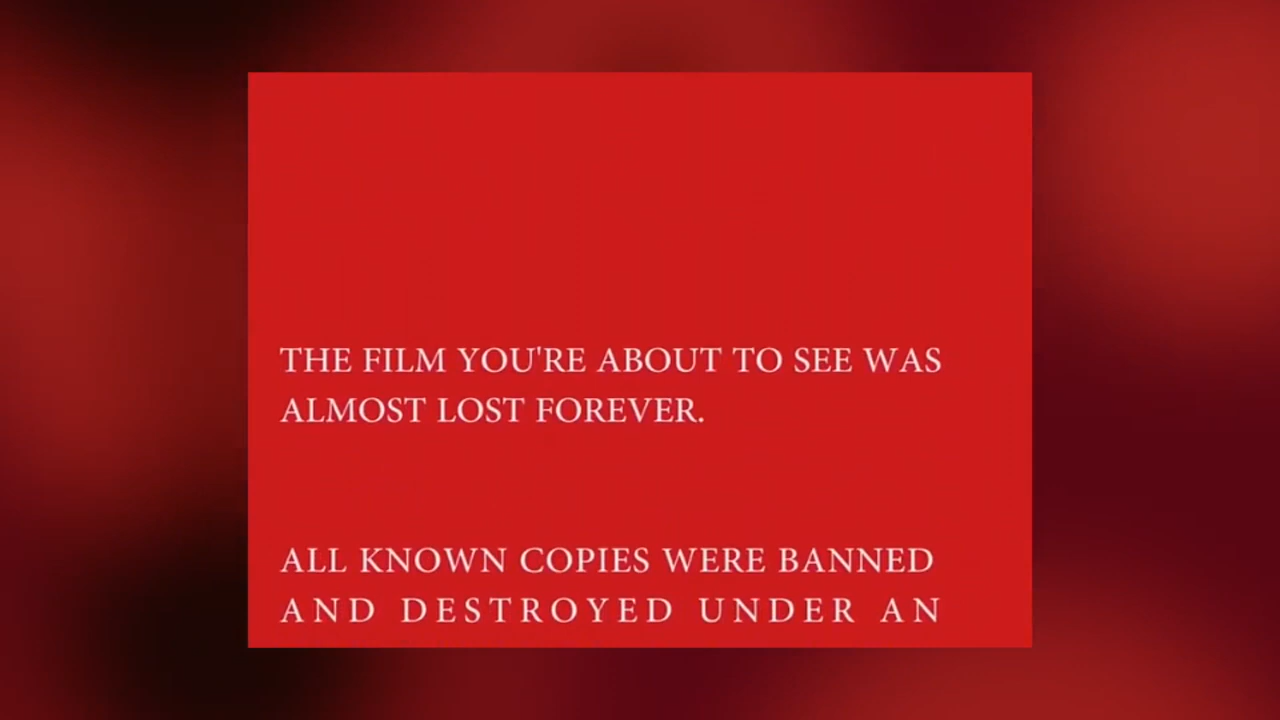 THE FILM YOU'RE ABOUT TO SEE WAS
ALMOST LOST FOREVER.
ALL KNOWN COPIES WERE BANNED
AND DESTROYED UNDER AN